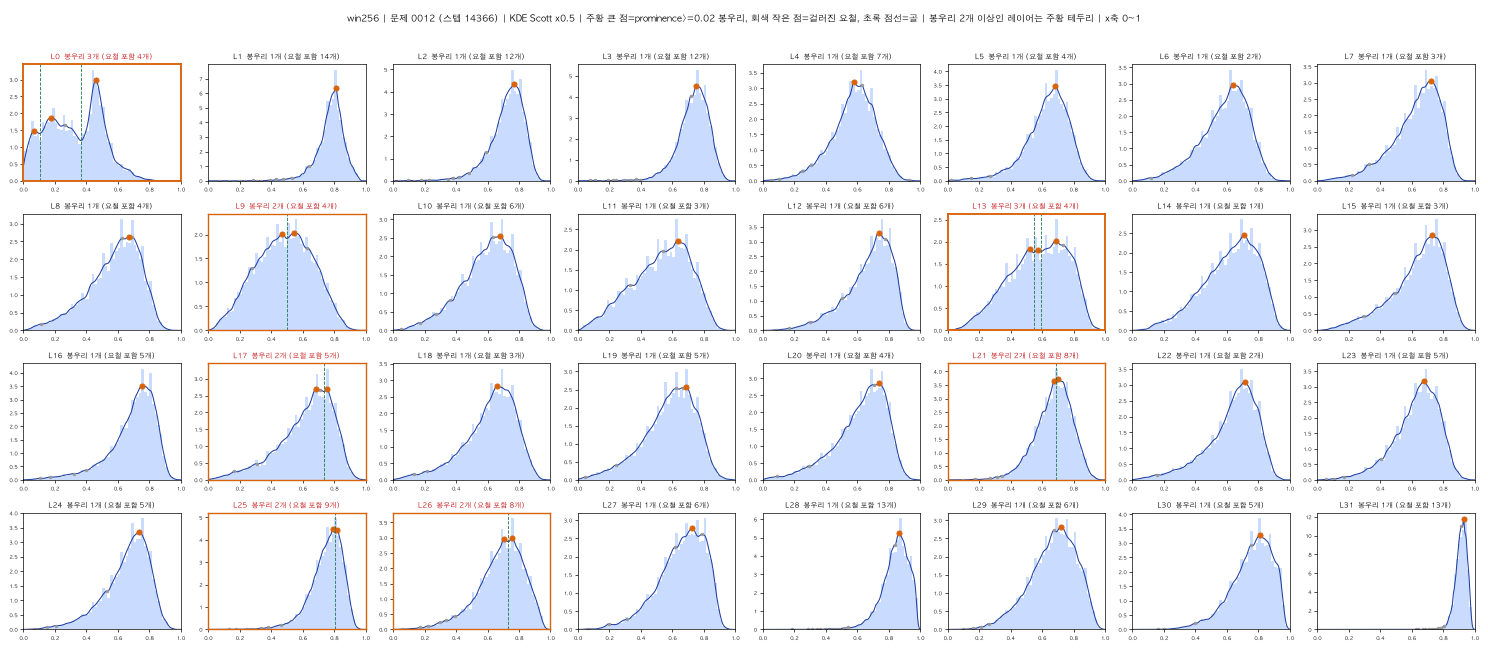 win256 | 문제 0012 (스텝 14366) | KDE Scott x0.5 | 주황 큰 점=prominence>=0.02 봉우리, 회색 작은 점=걸러진 요철, 초록 점선=골 | 봉우리 2개 이상인 레이어는 주황 테두리 | x축 0~1
L0 봉우리 3개 (요철 포함 4개)
L1 봉우리 1개 (요철 포함 14개)
L2 봉우리 1개 (요철 포함 12개)
L3 봉우리 1개 (요철 포함 12개)
L4 봉우리 1개 (요철 포함 7개)
L5 봉우리 1개 (요철 포함 4개)
L6 봉우리 1개 (요철 포함 2개)
L7 봉우리 1개 (요철 포함 3개)
L8 봉우리 1개 (요철 포함 4개)
L9 봉우리 2개 (요철 포함 4개)
L10 봉우리 1개 (요철 포함 6개)
L11 봉우리 1개 (요철 포함 3개)
L12 봉우리 1개 (요철 포함 6개)
L13 봉우리 3개 (요철 포함 4개)
L14 봉우리 1개 (요철 포함 1개)
L15 봉우리 1개 (요철 포함 3개)
L16 봉우리 1개 (요철 포함 5개)
L17 봉우리 2개 (요철 포함 5개)
L18 봉우리 1개 (요철 포함 3개)
L19 봉우리 1개 (요철 포함 5개)
L20 봉우리 1개 (요철 포함 4개)
L21 봉우리 2개 (요철 포함 8개)
L22 봉우리 1개 (요철 포함 2개)
L23 봉우리 1개 (요철 포함 5개)
L24 봉우리 1개 (요철 포함 5개)
L25 봉우리 2개 (요철 포함 9개)
L26 봉우리 2개 (요철 포함 8개)
L27 봉우리 1개 (요철 포함 6개)
L28 봉우리 1개 (요철 포함 13개)
L29 봉우리 1개 (요철 포함 6개)
L30 봉우리 1개 (요철 포함 5개)
L31 봉우리 1개 (요철 포함 13개)
0.0 0.2 0.4 0.6 0.8 1.0